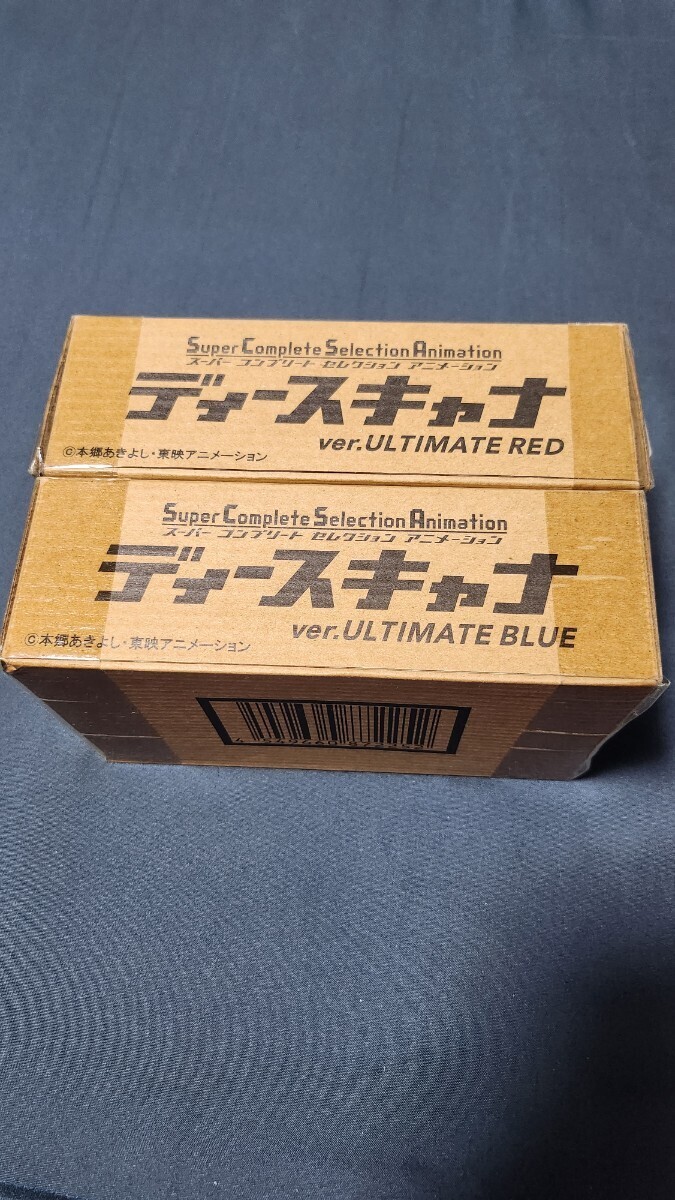 Super Complete Selection Animation
スーパー コンプリート セレクション アニメーション
ディースキャナ
ver.ULTIMATE RED
©本郷あきよし・東映アニメーション
Super Complete Selection Animation
スーパー コンプリート セレクション アニメーション
ディースキャナ
ver.ULTIMATE BLUE
©本郷あきよし・東映アニメーション